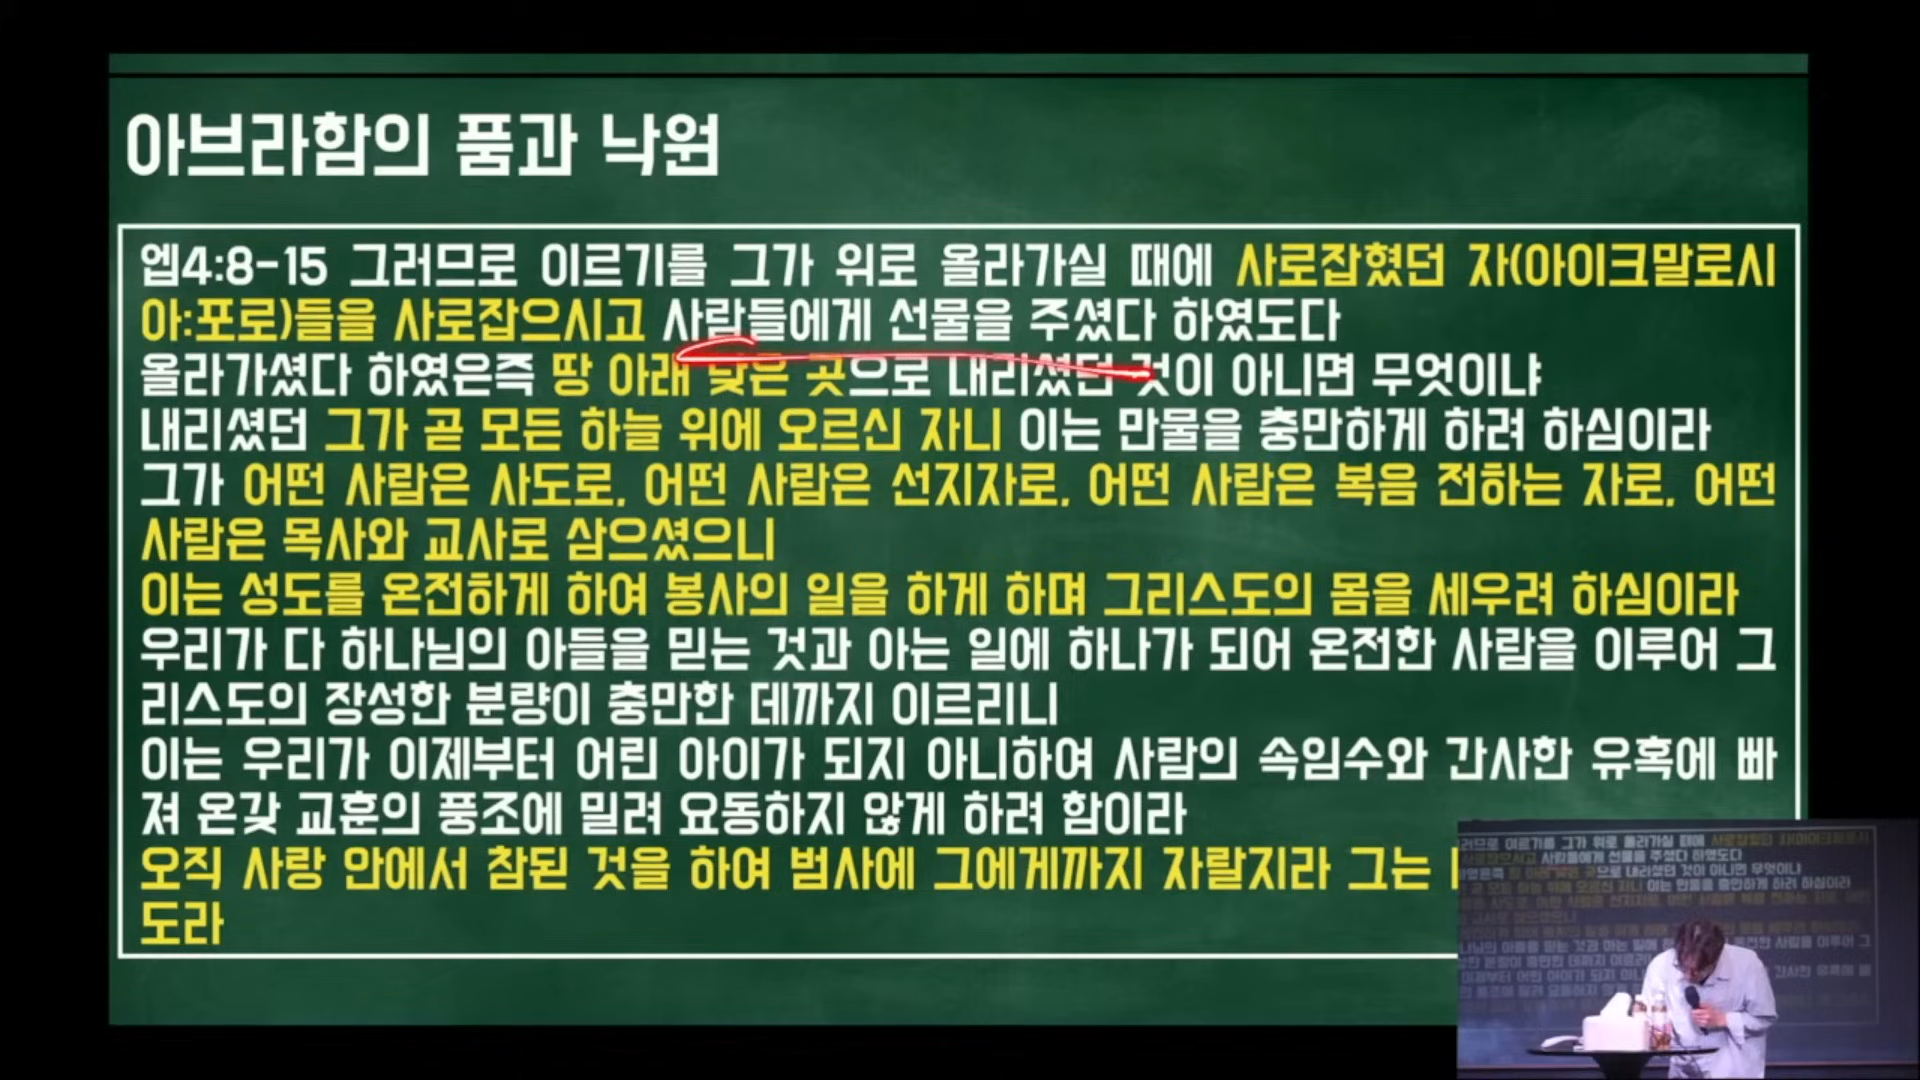 아브라함의 품과 낙원
엡4:8-15 그러므로 이르기를 그가 위로 올라가실 때에 사로잡혔던 자(아이크말로시
아:포로)들을 사로잡으시고 사람들에게 선물을 주셨다 하였도다
올라가셨다 하였은즉 땅 아래 낮은 곳으로 내리셨던 것이 아니면 무엇이냐
내리셨던 그가 곧 모든 하늘 위에 오르신 자니 이는 만물을 충만하게 하려 하심이라
그가 어떤 사람은 사도로, 어떤 사람은 선지자로, 어떤 사람은 복음 전하는 자로, 어떤
사람은 목사와 교사로 삼으셨으니
이는 성도를 온전하게 하여 봉사의 일을 하게 하며 그리스도의 몸을 세우려 하심이라
우리가 다 하나님의 아들을 믿는 것과 아는 일에 하나가 되어 온전한 사람을 이루어 그
리스도의 장성한 분량이 충만한 데까지 이르리니
이는 우리가 이제부터 어린 아이가 되지 아니하여 사람의 속임수와 간사한 유혹에 빠
져 온갖 교훈의 풍조에 밀려 요동하지 않게 하려 함이라
오직 사랑 안에서 참된 것을 하여 범사에 그에게까지 자랄지라 그는
도라